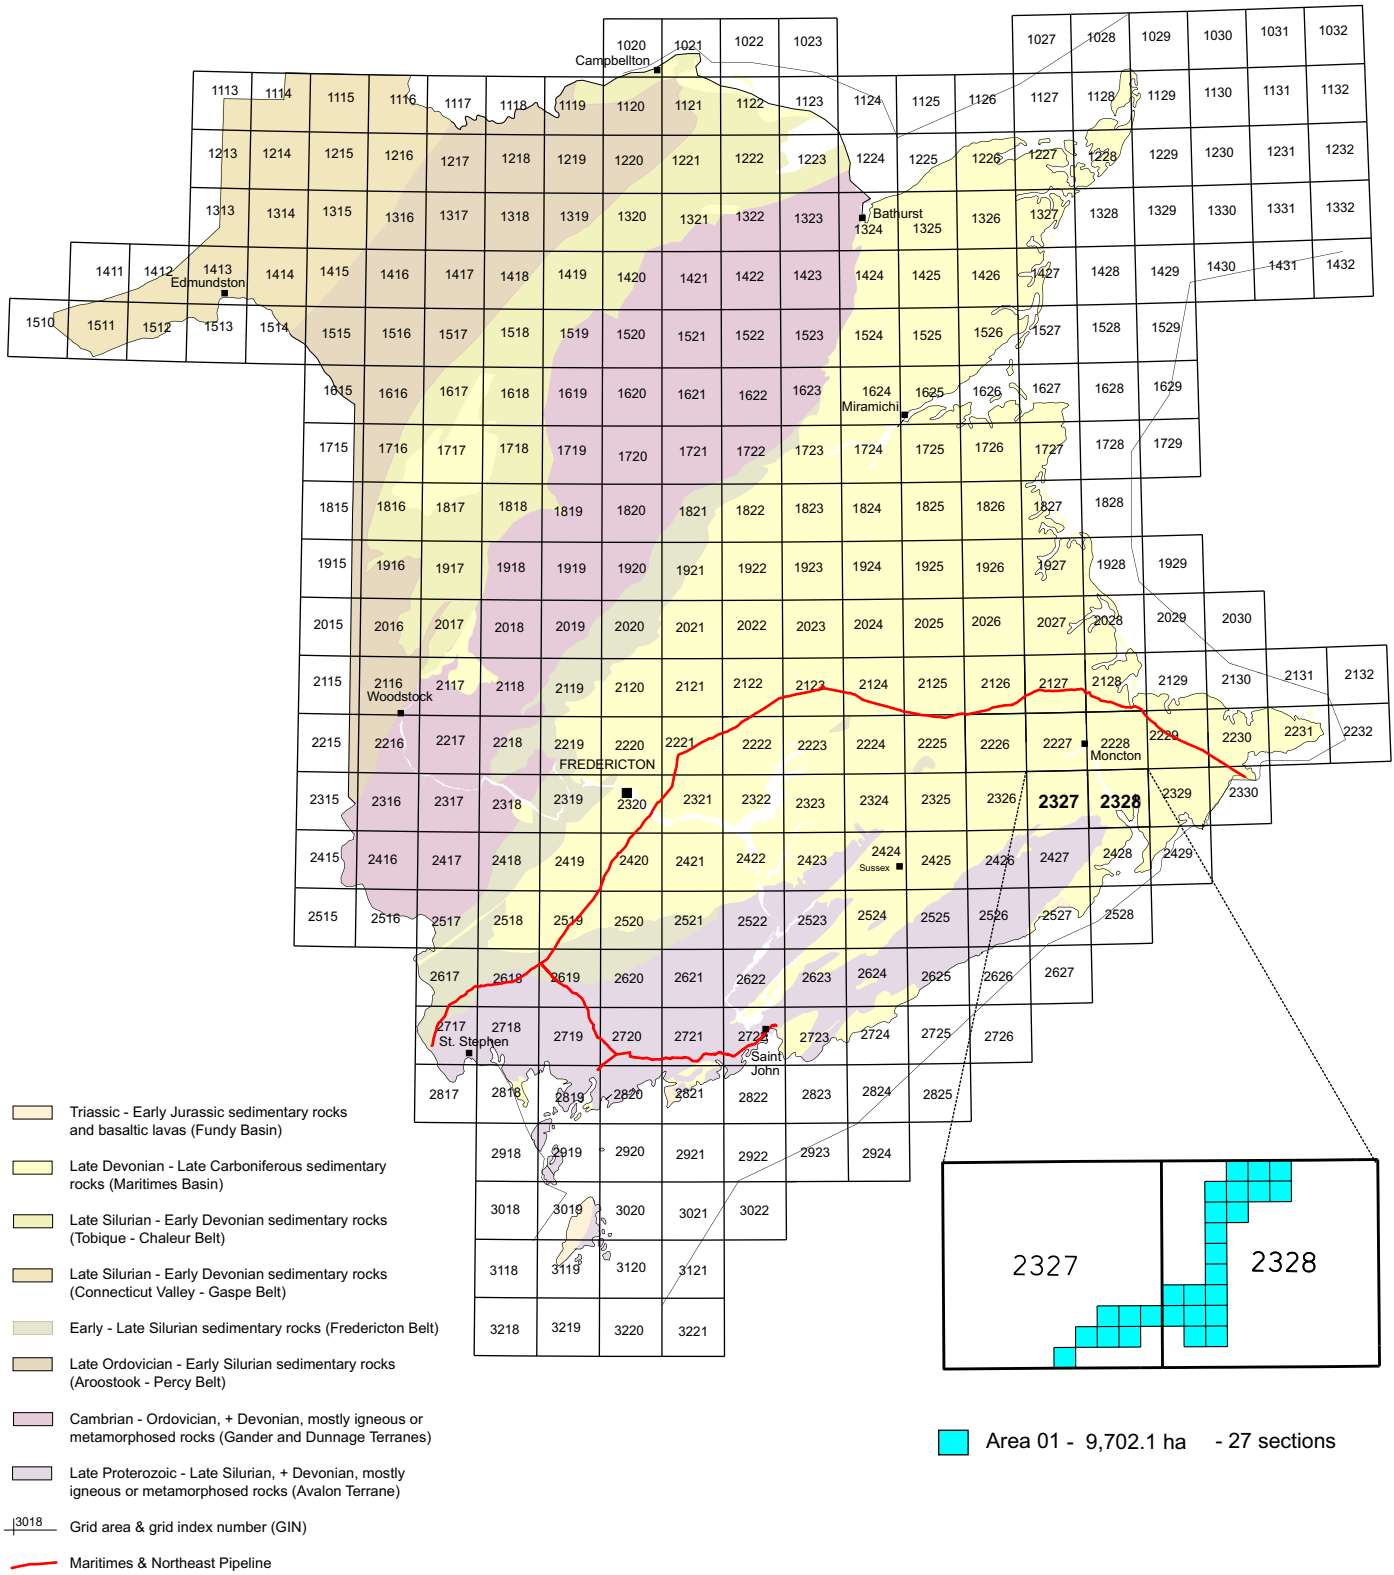 1020 1021 1022 1023 1027 1028 1029 1030 1031 1032
Campbellton
1113 1114 1115 1116 1117 1118 1119 1120 1121 1122 1123 1124 1125 1126 1127 1128 1129 1130 1131 1132
1213 1214 1215 1216 1217 1218 1219 1220 1221 1222 1223 1224 1225 1226 1227 1228 1229 1230 1231 1232
1313 1314 1315 1316 1317 1318 1319 1320 1321 1322 1323 1324 1325 1326 1327 1328 1329 1330 1331 1332
Bathurst
1411 1412 1413 1414 1415 1416 1417 1418 1419 1420 1421 1422 1423 1424 1425 1426 1427 1428 1429 1430 1431 1432
Edmundston
1510 1511 1512 1513 1514 1515 1516 1517 1518 1519 1520 1521 1522 1523 1524 1525 1526 1527 1528 1529
1615 1616 1617 1618 1619 1620 1621 1622 1623 1624 1625 1626 1627 1628 1629
Miramichi
1715 1716 1717 1718 1719 1720 1721 1722 1723 1724 1725 1726 1727 1728 1729
1815 1816 1817 1818 1819 1820 1821 1822 1823 1824 1825 1826 1827 1828
1915 1916 1917 1918 1919 1920 1921 1922 1923 1924 1925 1926 1927 1928 1929
2015 2016 2017 2018 2019 2020 2021 2022 2023 2024 2025 2026 2027 2028 2029 2030
2115 2116 2117 2118 2119 2120 2121 2122 2123 2124 2125 2126 2127 2128 2129 2130 2131 2132
Woodstock
2215 2216 2217 2218 2219 2220 2221 2222 2223 2224 2225 2226 2227 2228 2229 2230 2231 2232
FREDERICTON
Moncton
2315 2316 2317 2318 2319 2320 2321 2322 2323 2324 2325 2326 2327 2328 2329 2330
2415 2416 2417 2418 2419 2420 2421 2422 2423 2424 2425 2426 2427 2428 2429
Sussex
2515 2516 2517 2518 2519 2520 2521 2522 2523 2524 2525 2526 2527 2528
2617 2618 2619 2620 2621 2622 2623 2624 2625 2626 2627
2717 2718 2719 2720 2721 2722 2723 2724 2725 2726
St. Stephen
Saint
John
2817 2818 2819 2820 2821 2822 2823 2824 2825
2918 2919 2920 2921 2922 2923 2924
3018 3019 3020 3021 3022
3118 3119 3120 3121
3218 3219 3220 3221
2327 2328
Area 01 - 9,702.1 ha - 27 sections
Triassic - Early Jurassic sedimentary rocks
and basaltic lavas (Fundy Basin)
Late Devonian - Late Carboniferous sedimentary
rocks (Maritimes Basin)
Late Silurian - Early Devonian sedimentary rocks
(Tobique - Chaleur Belt)
Late Silurian - Early Devonian sedimentary rocks
(Connecticut Valley - Gaspe Belt)
Early - Late Silurian sedimentary rocks (Fredericton Belt)
Late Ordovician - Early Silurian sedimentary rocks
(Aroostook - Percy Belt)
Cambrian - Ordovician, + Devonian, mostly igneous or
metamorphosed rocks (Gander and Dunnage Terranes)
Late Proterozoic - Late Silurian, + Devonian, mostly
igneous or metamorphosed rocks (Avalon Terrane)
3018 Grid area & grid index number (GIN)
Maritimes & Northeast Pipeline